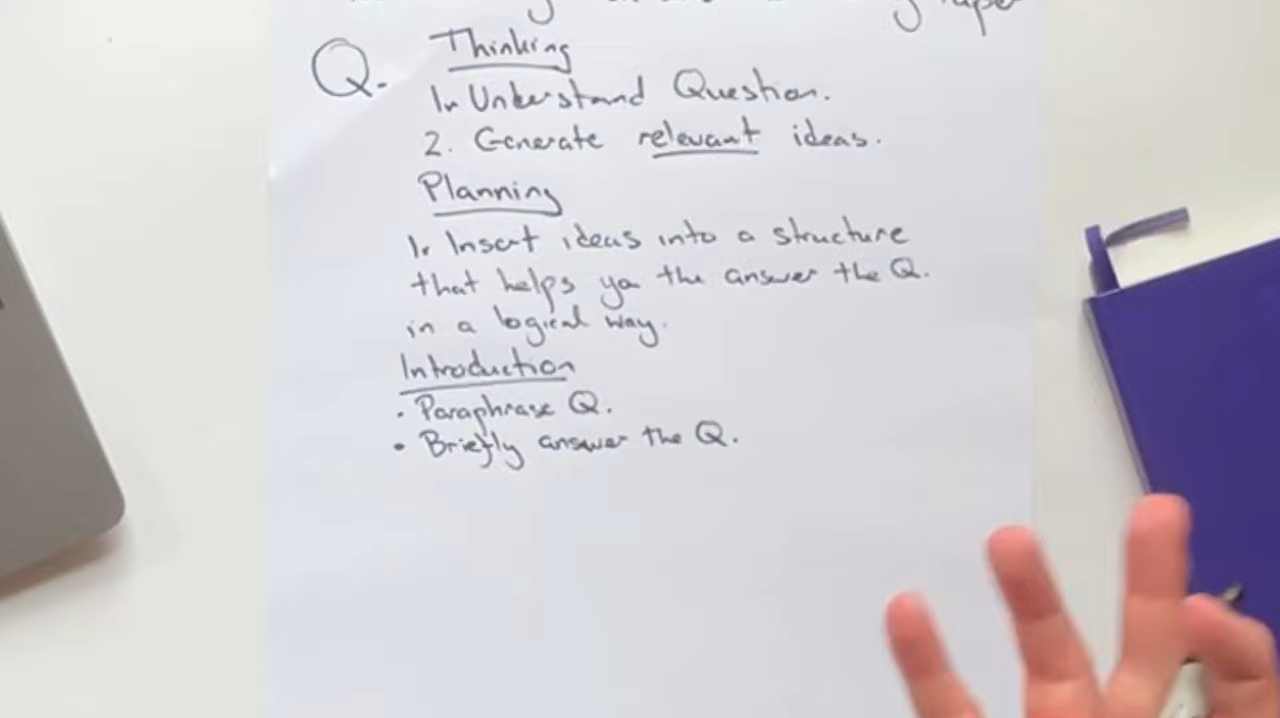 Q. Thinking
1. Understand Question.
2. Generate relevant ideas.
Planning
1. Insert ideas into a structure
that helps you the answer the Q.
in a logical way.
Introduction
• Paraphrase Q.
• Briefly answer the Q.